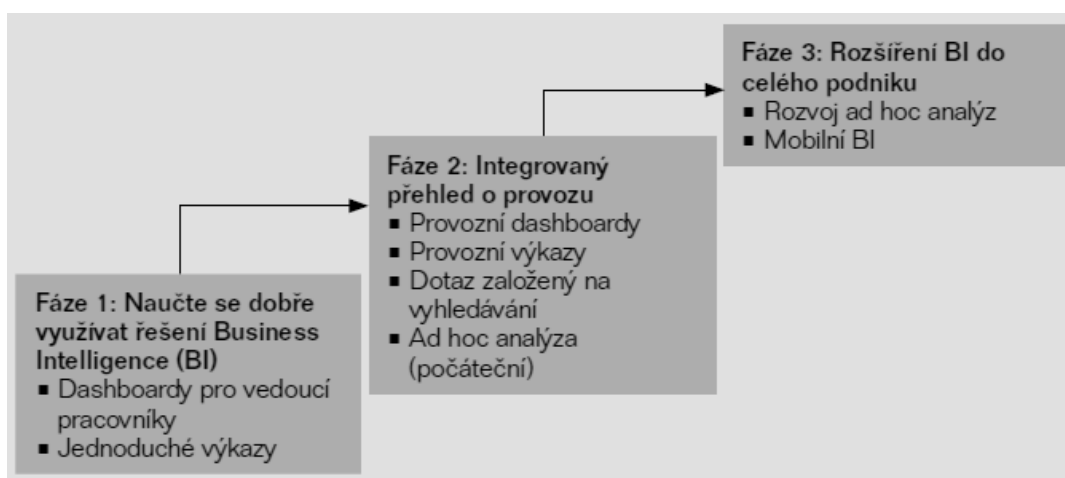 Fáze 1: Naučte se dobře
využívat řešení Business
Intelligence (BI)
▪ Dashboardy pro vedoucí
pracovníky
▪ Jednoduché výkazy
Fáze 2: Integrovaný
přehled o provozu
▪ Provozní dashboardy
▪ Provozní výkazy
▪ Dotaz založený na
vyhledávání
▪ Ad hoc analýza
(počáteční)
Fáze 3: Rozšíření BI do
celého podniku
▪ Rozvoj ad hoc analýz
▪ Mobilní BI